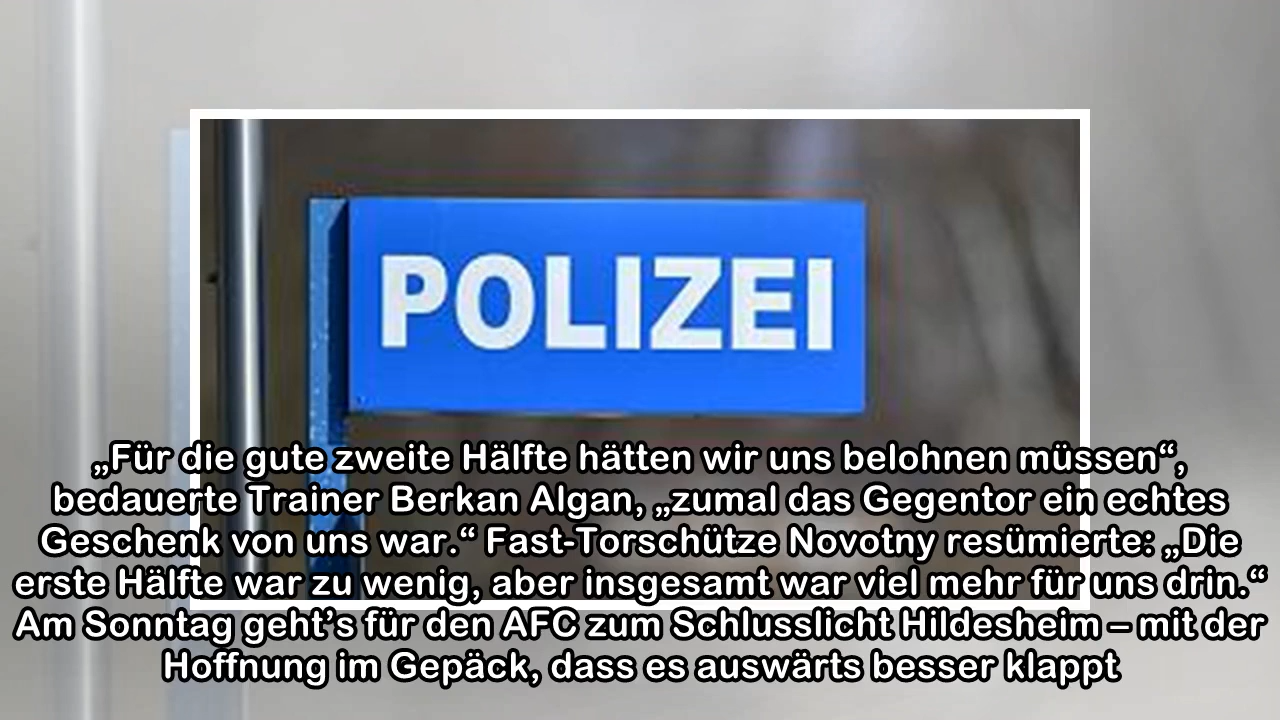 POLIZEI
„Für die gute zweite Hälfte hätten wir uns belohnen müssen“,
bedauerte Trainer Berkan Algan, „zumal das Gegentor ein echtes
Geschenk von uns war.“ Fast-Torschütze Novotny resümierte: „Die
erste Hälfte war zu wenig, aber insgesamt war viel mehr für uns drin.“
Am Sonntag geht’s für den AFC zum Schlusslicht Hildesheim – mit der
Hoffnung im Gepäck, dass es auswärts besser klappt